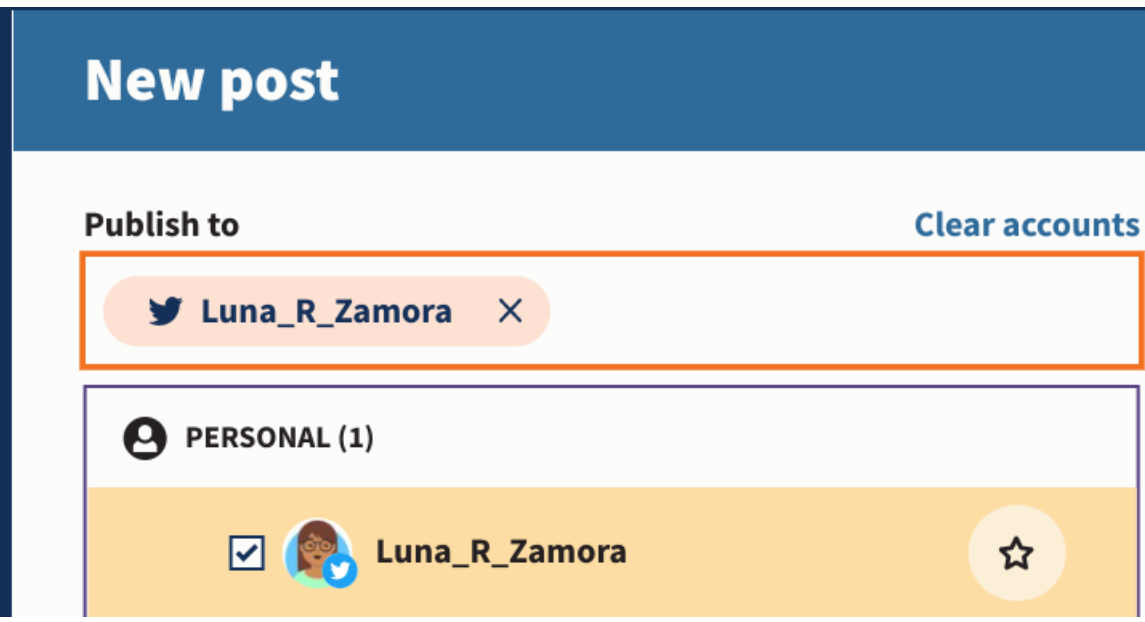 New post
Publish to
Clear accounts
Luna_R_Zamora
PERSONAL (1)
Luna_R_Zamora